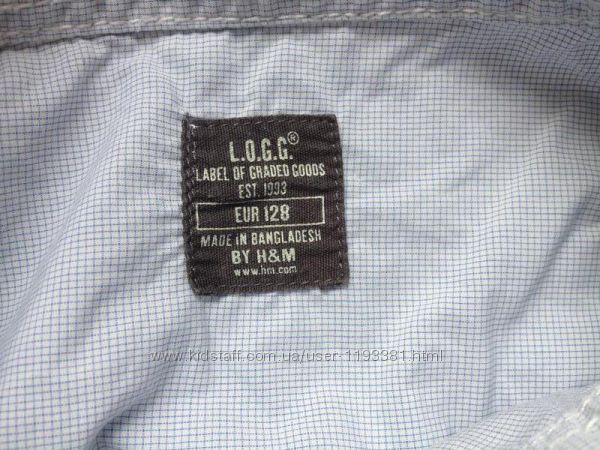 L.O.G.G.®
LABEL OF GRADED GOODS
EST 1993
EUR 128
MADE IN BANGLADESH
BY H&M
www.hm.com
www.kidstaff.com.ua/user-1193381.html